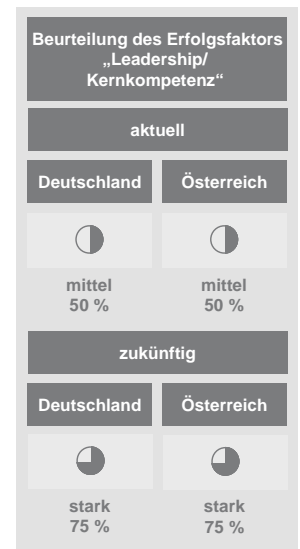 Beurteilung des Erfolgsfaktors
„Leadership/
Kernkompetenz“
aktuell
Deutschland Österreich
mittel mittel
50 % 50 %
zukünftig
Deutschland Österreich
stark stark
75 % 75 %